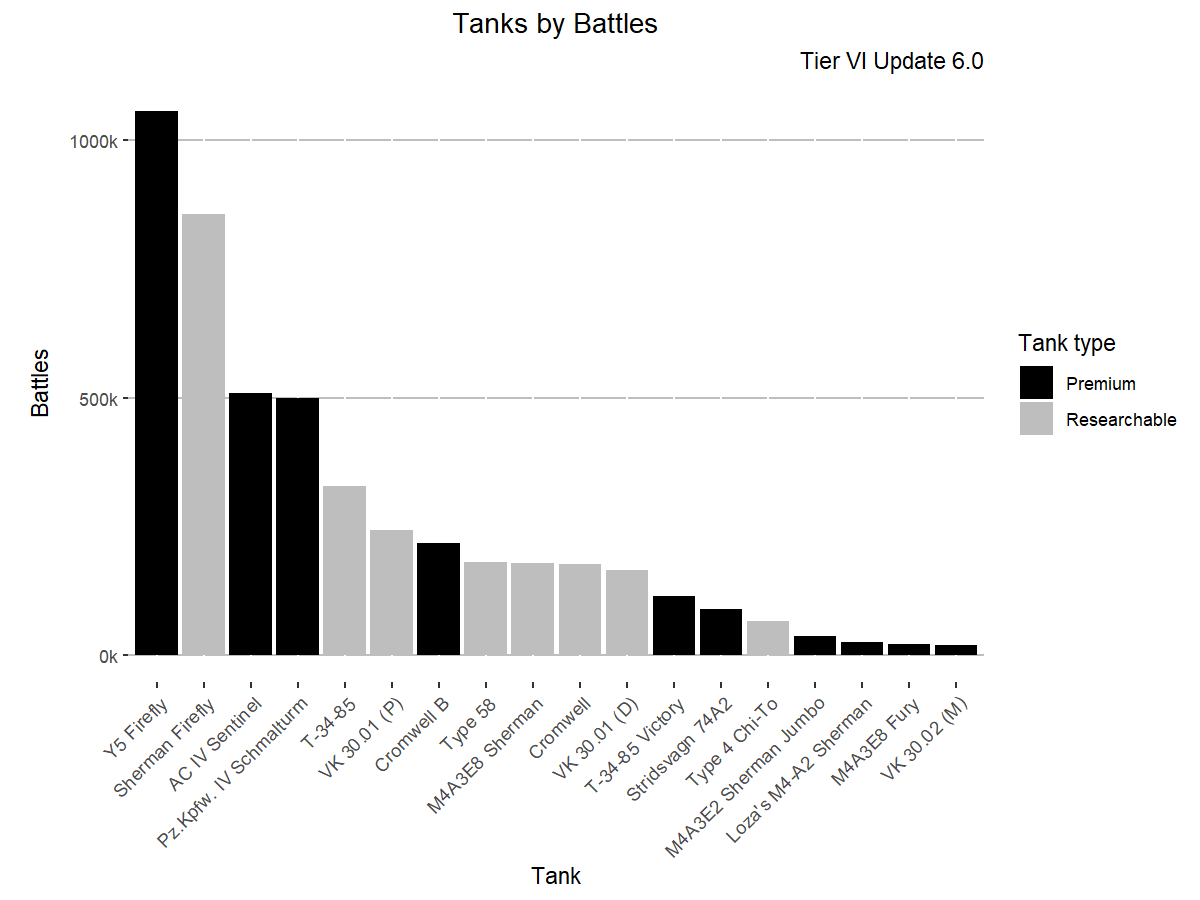 Tanks by Battles
Tier VI Update 6.0
Battles
1000k
500k
0k
Y5 Firefly
Sherman Firefly
AC IV Sentinel
Pz.Kpfw. IV Schmalturm
T-34-85
VK 30.01 (P)
Cromwell B
Type 58
M4A3E8 Sherman
Cromwell
VK 30.01 (D)
T-34-85 Victory
Stridsvagn 74A2
Type 4 Chi-To
M4A3E2 Sherman Jumbo
Loza's M4-A2 Sherman
M4A3E8 Fury
VK 30.02 (M)
Tank
Tank type
Premium
Researchable